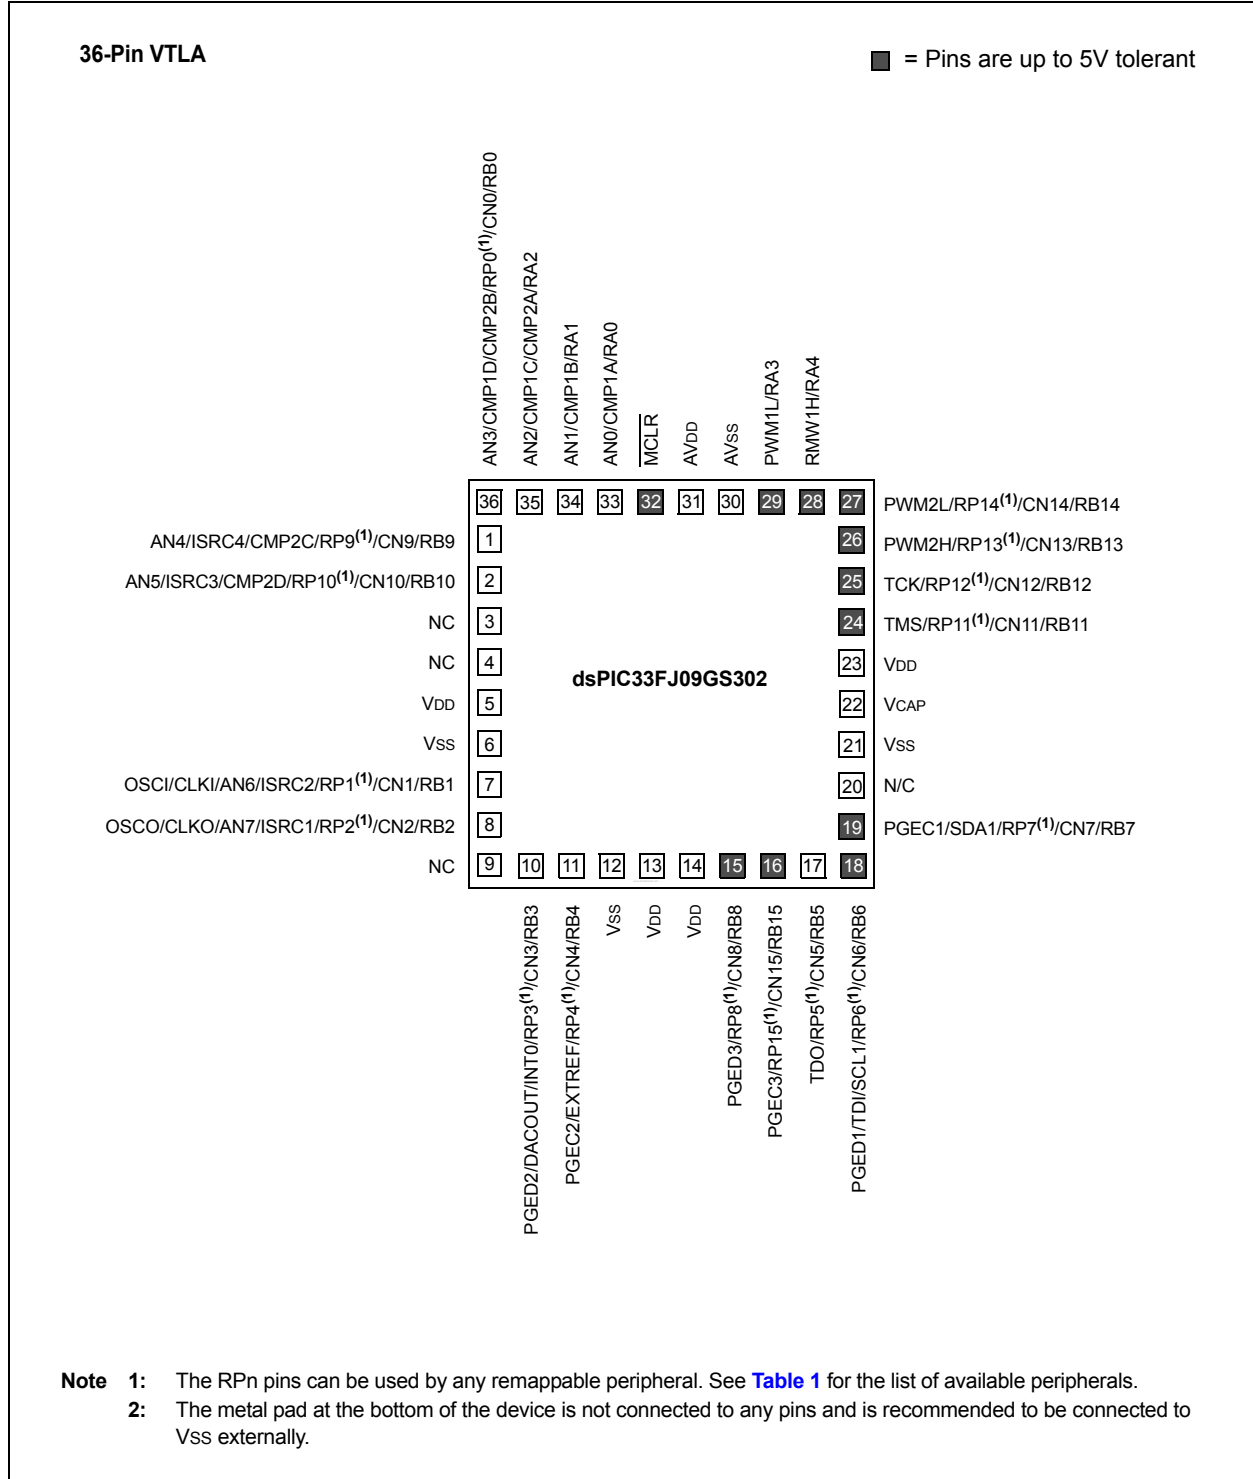 36-Pin VTLA
= Pins are up to 5V tolerant
AN3/CMP1D/CMP2B/RP0(1)/CN0/RB0
AN2/CMP1C/CMP2A/RA2
AN1/CMP1B/RA1
AN0/CMP1A/RA0
MCLR
AVDD
AVSS
PWM1L/RA3
RMW1H/RA4
36 35 34 33 32 31 30 29 28 27 PWM2L/RP14(1)/CN14/RB14
AN4/ISRC4/CMP2C/RP9(1)/CN9/RB9 1 26 PWM2H/RP13(1)/CN13/RB13
AN5/ISRC3/CMP2D/RP10(1)/CN10/RB10 2 25 TCK/RP12(1)/CN12/RB12
NC 3 24 TMS/RP11(1)/CN11/RB11
NC 4 23 VDD
dsPIC33FJ09GS302
VDD 5 22 VCAP
VSS 6 21 VSS
OSCI/CLKI/AN6/ISRC2/RP1(1)/CN1/RB1 7 20 N/C
OSCO/CLKO/AN7/ISRC1/RP2(1)/CN2/RB2 8 19 PGEC1/SDA1/RP7(1)/CN7/RB7
NC 9 10 11 12 13 14 15 16 17 18
PGED2/DACOUT/INT0/RP3(1)/CN3/RB3
PGEC2/EXTREF/RP4(1)/CN4/RB4
VSS
VDD
VDD
PGED3/RP8(1)/CN8/RB8
PGEC3/RP15(1)/CN15/RB15
TDO/RP5(1)/CN5/RB5
PGED1/TDI/SCL1/RP6(1)/CN6/RB6
Note 1: The RPn pins can be used by any remappable peripheral. See Table 1 for the list of available peripherals.
2: The metal pad at the bottom of the device is not connected to any pins and is recommended to be connected to
VSS externally.